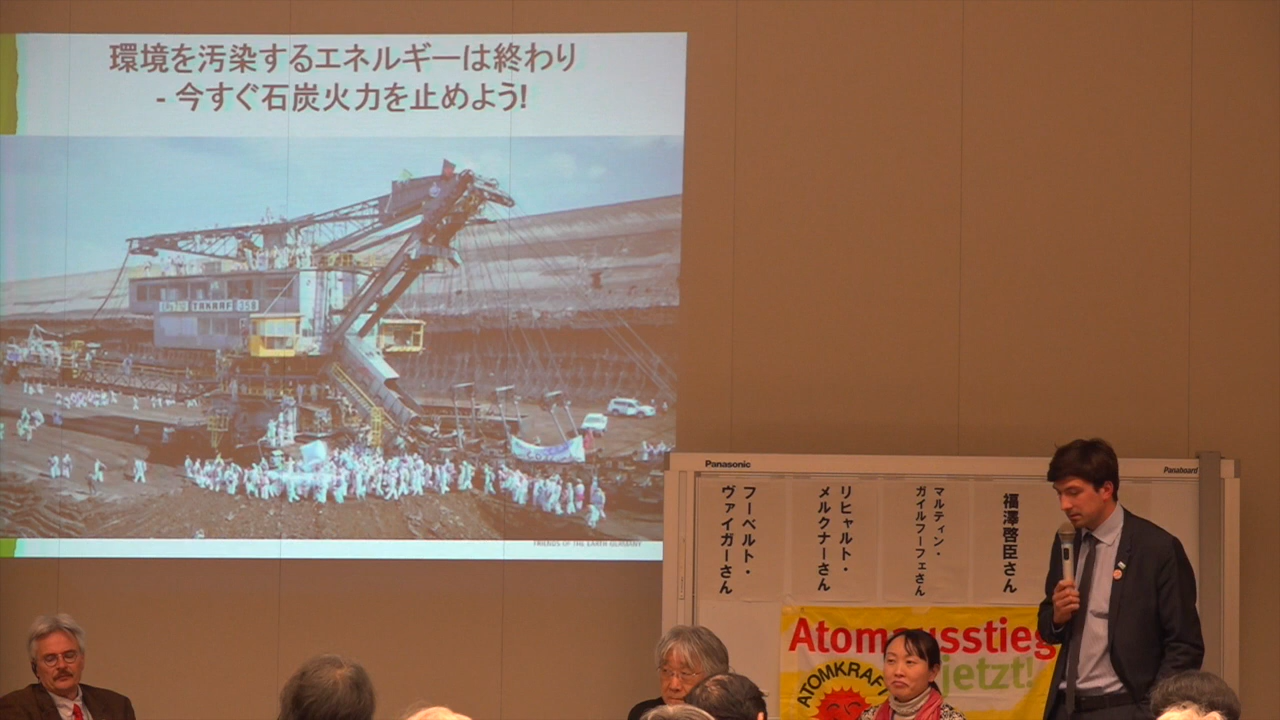 環境を汚染するエネルギーは終わり
- 今すぐ石炭火力を止めよう!
TAKRAF
FRIENDS OF THE EARTH GERMANY
Panasonic
Panaboard
福澤啓臣さん
マルティン・
ガイルフーフェさん
リヒャルト・
メルクナーさん
フーベルト・
ヴァイガーさん
Atomausstieg
jetzt!
ATOMKRAFT